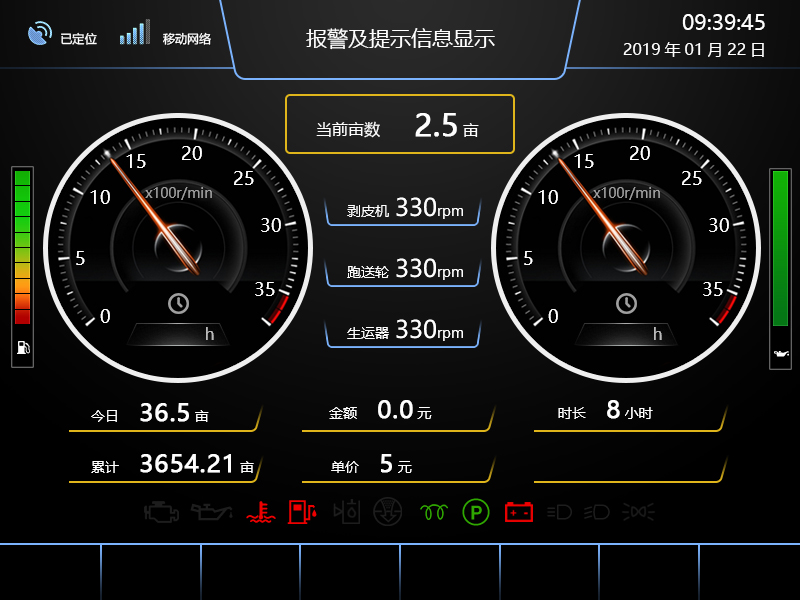 已定位
移动网络
报警及提示信息显示
09:39:45
2019 年 01 月 22 日
当前亩数 2.5 亩
0
5
10
15
20
25
30
35
x100r/min
h
剥皮机 330rpm
跑送轮 330rpm
生运器 330rpm
0
5
10
15
20
25
30
35
x100r/min
h
今日 36.5 亩
金额 0.0 元
时长 8 小时
累计 3654.21 亩
单价 5 元
P